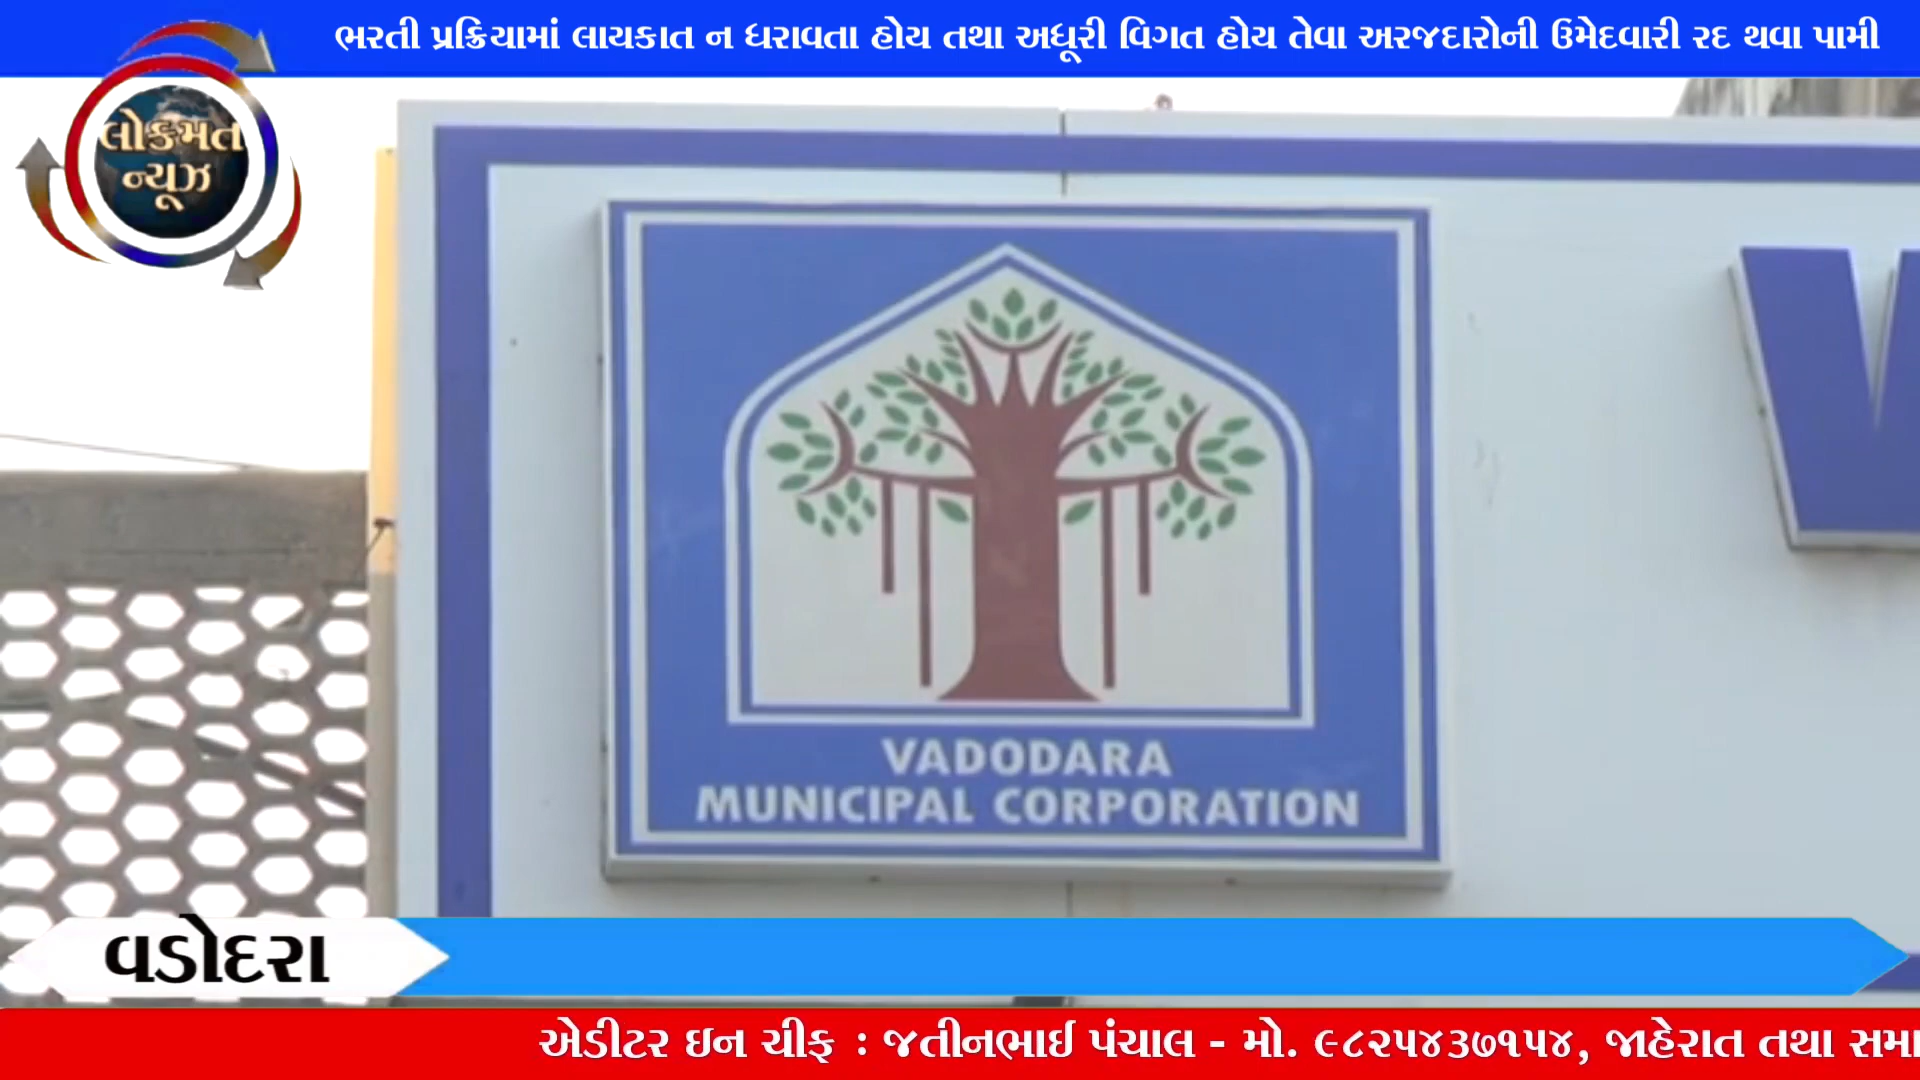 ભરતી પ્રક્રિયામાં લાયકાત ન ધરાવતા હોય તથા અધૂરી વિગત હોય તેવા અરજદારોની ઉમેદવારી રદ થવા પામી
લોકમત
ન્યૂઝ
V
VADODARA
MUNICIPAL CORPORATION
વડોદરા
એડીટર ઇન ચીફ : જતીનભાઈ પંચાલ - મો. ૯૮૨૫૪૩૭૧૫૪, જાહેરાત તથા સમા